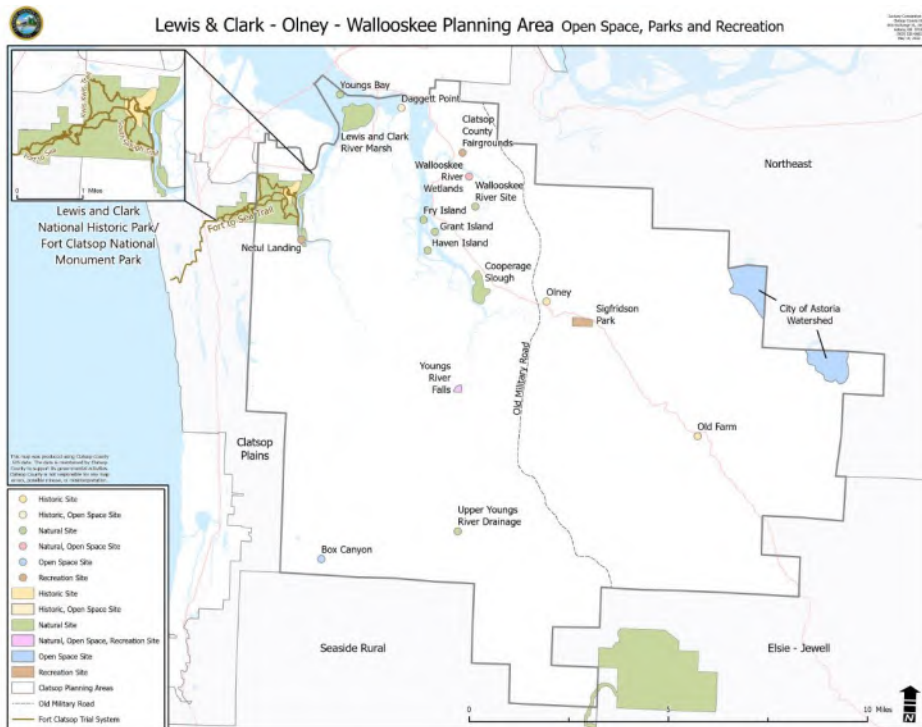 Lewis & Clark - Olney - Wallooskee Planning Area Open Space, Parks and Recreation
Fort to Sea
0 1 Miles
Lewis and Clark
National Historic Park/
Fort Clatsop National
Monument Park
Youngs Bay
Daggett Point
Lewis and Clark
River Marsh
Clatsop
County
Fairgrounds
Northeast
Wallooskee
River
Wetlands
Wallooskee
River Site
Fort to Sea Trail
Fry Island
Grant Island
Netul Landing
Haven Island
Cooperage
Slough
Olney
Sigfridson
Park
City of Astoria
Watershed
Youngs
River
Falls
Old Military Road
Old Farm
Clatsop
Plains
Upper Youngs
River Drainage
Box Canyon
Seaside Rural
Elsie - Jewell
Historic Site
Historic, Open Space Site
Natural Site
Natural, Open Space Site
Open Space Site
Recreation Site
Historic Site
Historic, Open Space Site
Natural Site
Natural, Open Space, Recreation Site
Open Space Site
Recreation Site
Clatsop Planning Areas
Old Military Road
Fort Clatsop Trial System
0 5 10 Miles